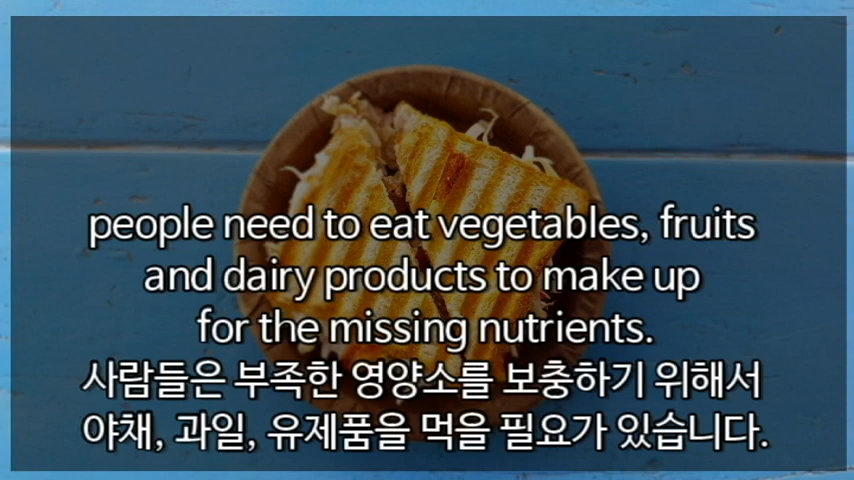 people need to eat vegetables, fruits
and dairy products to make up
for the missing nutrients.
사람들은 부족한 영양소를 보충하기 위해서
야채, 과일, 유제품을 먹을 필요가 있습니다.